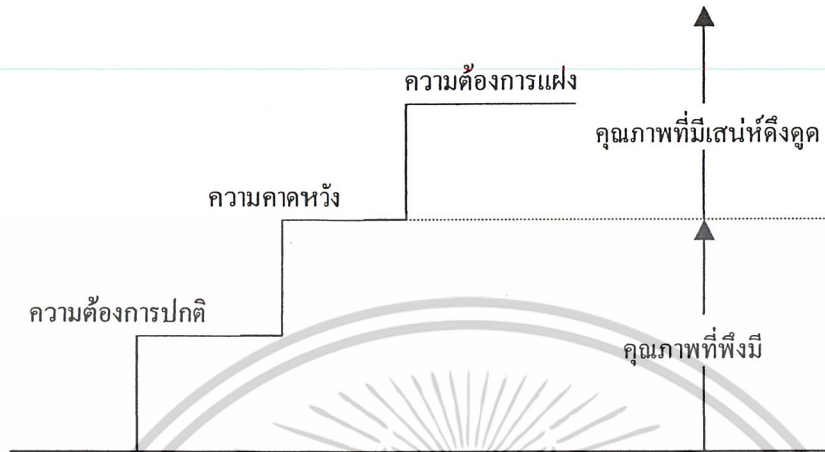 ความต้องการแฝง
คุณภาพที่มีเสน่ห์ดึงดูด
ความคาดหวัง
ความต้องการปกติ
คุณภาพที่พึงมี